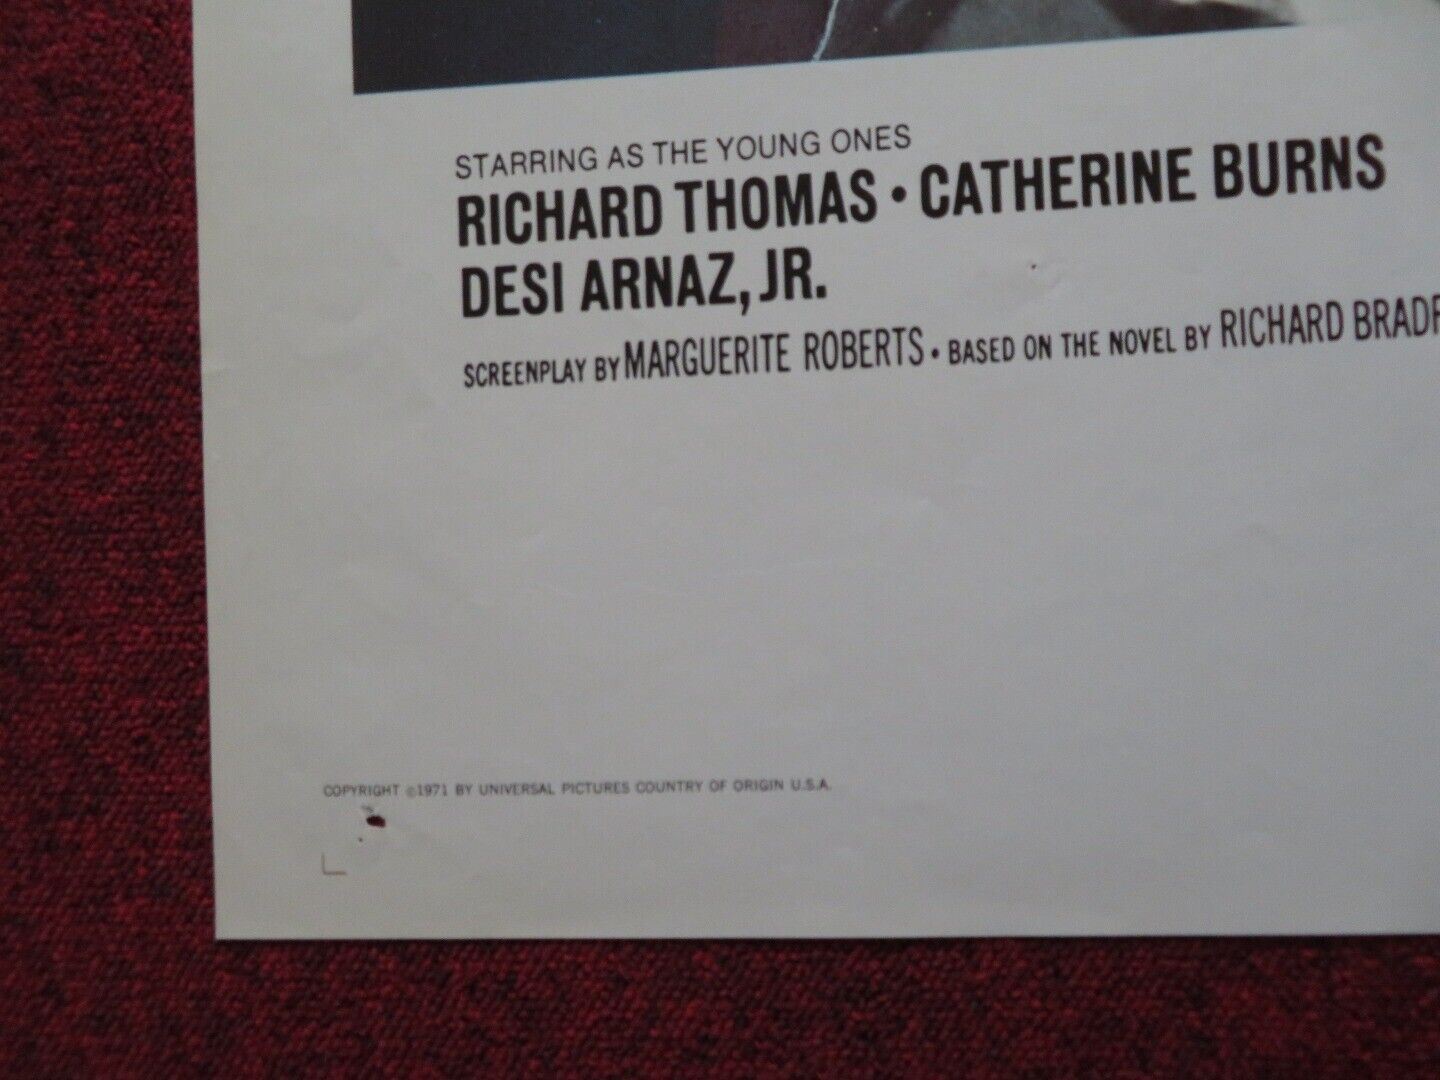 STARRING AS THE YOUNG ONES
RICHARD THOMAS • CATHERINE BURNS
DESI ARNAZ, JR.
SCREENPLAY BY MARGUERITE ROBERTS • BASED ON THE NOVEL BY RICHARD
COPYRIGHT ©1971 BY UNIVERSAL PICTURES COUNTRY OF ORIGIN U.S.A.